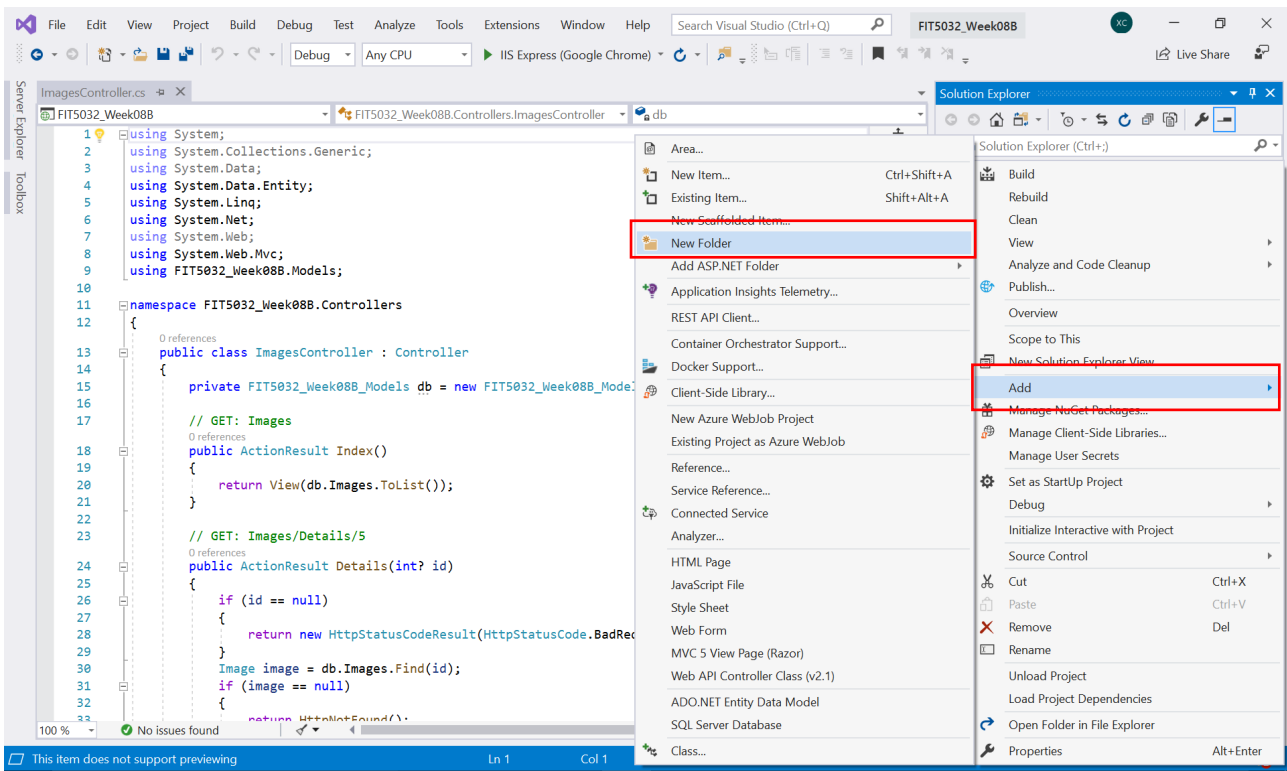 File Edit View Project Build Debug Test Analyze Tools Extensions Window Help Search Visual Studio (Ctrl+Q) FIT5032_Week08B XC
Debug Any CPU IIS Express (Google Chrome) Live Share
Server Explorer
Toolbox
ImagesController.cs
FIT5032_Week08B FIT5032_Week08B.Controllers.ImagesController db
1 using System;
2 using System.Collections.Generic;
3 using System.Data;
4 using System.Data.Entity;
5 using System.Linq;
6 using System.Net;
7 using System.Web;
8 using System.Web.Mvc;
9 using FIT5032_Week08B.Models;
10
11 namespace FIT5032_Week08B.Controllers
12 {
0 references
13 public class ImagesController : Controller
14 {
15 private FIT5032_Week08B_Models db = new FIT5032_Week08B_Model
16
17 // GET: Images
0 references
18 public ActionResult Index()
19 {
20 return View(db.Images.ToList());
21 }
22
23 // GET: Images/Details/5
0 references
24 public ActionResult Details(int? id)
25 {
26 if (id == null)
27 {
28 return new HttpStatusCodeResult(HttpStatusCode.BadRec
29 }
30 Image image = db.Images.Find(id);
31 if (image == null)
32 {
33 return HttpNotFound();
100 % No issues found
This item does not support previewing Ln 1 Col 1
Area...
New Item... Ctrl+Shift+A
Existing Item... Shift+Alt+A
New Scaffolded Item...
New Folder
Add ASP.NET Folder
Application Insights Telemetry...
REST API Client...
Container Orchestrator Support...
Docker Support...
Client-Side Library...
New Azure WebJob Project
Existing Project as Azure WebJob
Reference...
Service Reference...
Connected Service
Analyzer...
HTML Page
JavaScript File
Style Sheet
Web Form
MVC 5 View Page (Razor)
Web API Controller Class (v2.1)
ADO.NET Entity Data Model
SQL Server Database
Class...
Solution Explorer
Solution Explorer (Ctrl+;)
Build
Rebuild
Clean
View
Analyze and Code Cleanup
Publish...
Overview
Scope to This
New Solution Explorer View
Add
Manage NuGet Packages...
Manage Client-Side Libraries...
Manage User Secrets
Set as StartUp Project
Debug
Initialize Interactive with Project
Source Control
Cut Ctrl+X
Paste Ctrl+V
Remove Del
Rename
Unload Project
Load Project Dependencies
Open Folder in File Explorer
Properties Alt+Enter